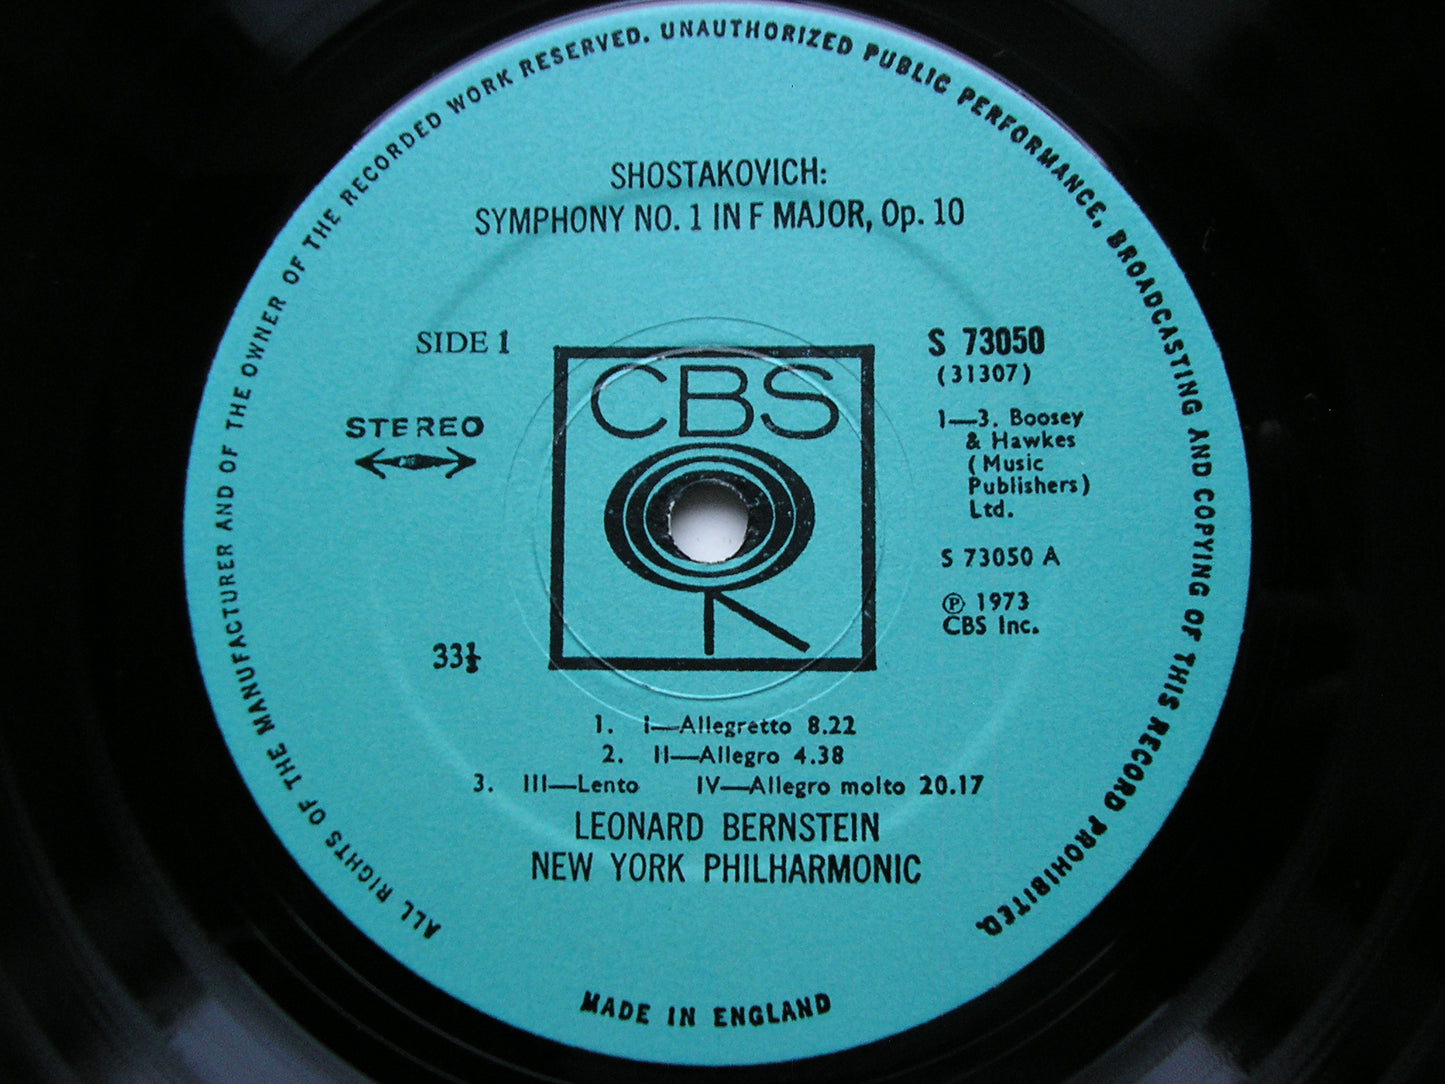 ALL RIGHTS OF THE MANUFACTURER AND OF THE OWNER OF THE RECORDED WORK RESERVED. UNAUTHORIZED PUBLIC PERFORMANCE, BROADCASTING AND COPYING OF THIS RECORD PROHIBITED.
SHOSTAKOVICH:
SYMPHONY NO. 1 IN F MAJOR, Op. 10
SIDE 1
STEREO
33⅓
CBS
S 73050
(31307)
1—3. Boosey
& Hawkes
(Music
Publishers)
Ltd.
S 73050 A
Ⓟ 1973
CBS Inc.
1. I—Allegretto 8.22
2. II—Allegro 4.38
3. III—Lento IV—Allegro molto 20.17
LEONARD BERNSTEIN
NEW YORK PHILHARMONIC
MADE IN ENGLAND